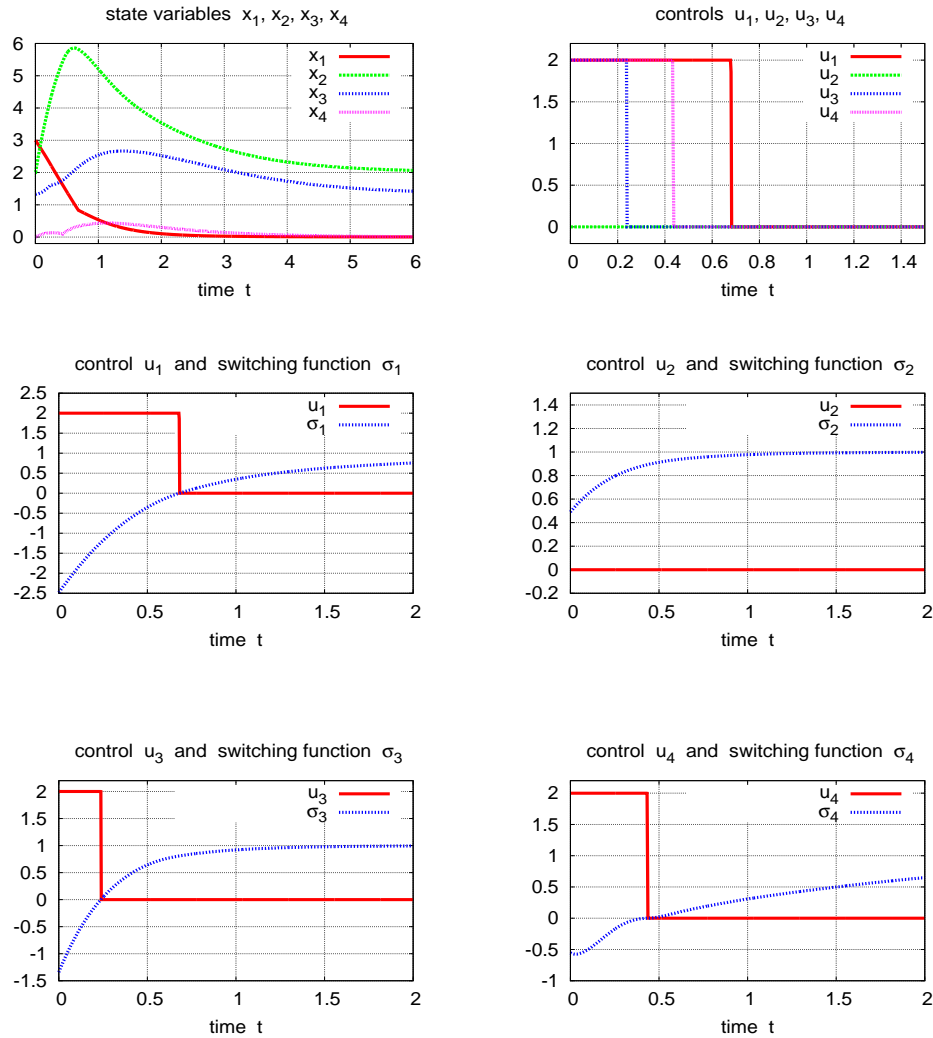 state variables x1, x2, x3, x4
6
5
4
3
2
1
0
x1
x2
x3
x4
0 1 2 3 4 5 6
time t
controls u1, u2, u3, u4
2
1.5
1
0.5
0
u1
u2
u3
u4
0 0.2 0.4 0.6 0.8 1 1.2 1.4
time t
control u1 and switching function σ1
2.5
2
1.5
1
0.5
0
-0.5
-1
-1.5
-2
-2.5
u1
σ1
0 0.5 1 1.5 2
time t
control u2 and switching function σ2
1.4
1.2
1
0.8
0.6
0.4
0.2
0
-0.2
u2
σ2
0 0.5 1 1.5 2
time t
control u3 and switching function σ3
2
1.5
1
0.5
0
-0.5
-1
-1.5
u3
σ3
0 0.5 1 1.5 2
time t
control u4 and switching function σ4
2
1.5
1
0.5
0
-0.5
-1
u4
σ4
0 0.5 1 1.5 2
time t